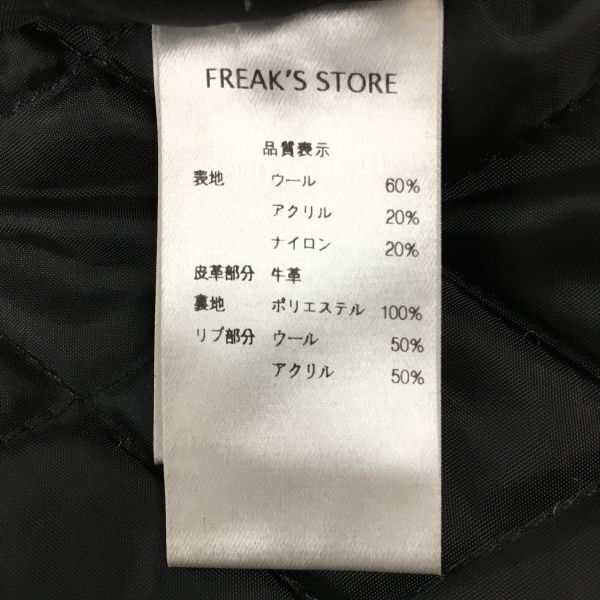 FREAK'S STORE
品質表示
表地 ウール 60%
アクリル 20%
ナイロン 20%
皮革部分 牛革
裏地 ポリエステル 100%
リブ部分 ウール 50%
アクリル 50%